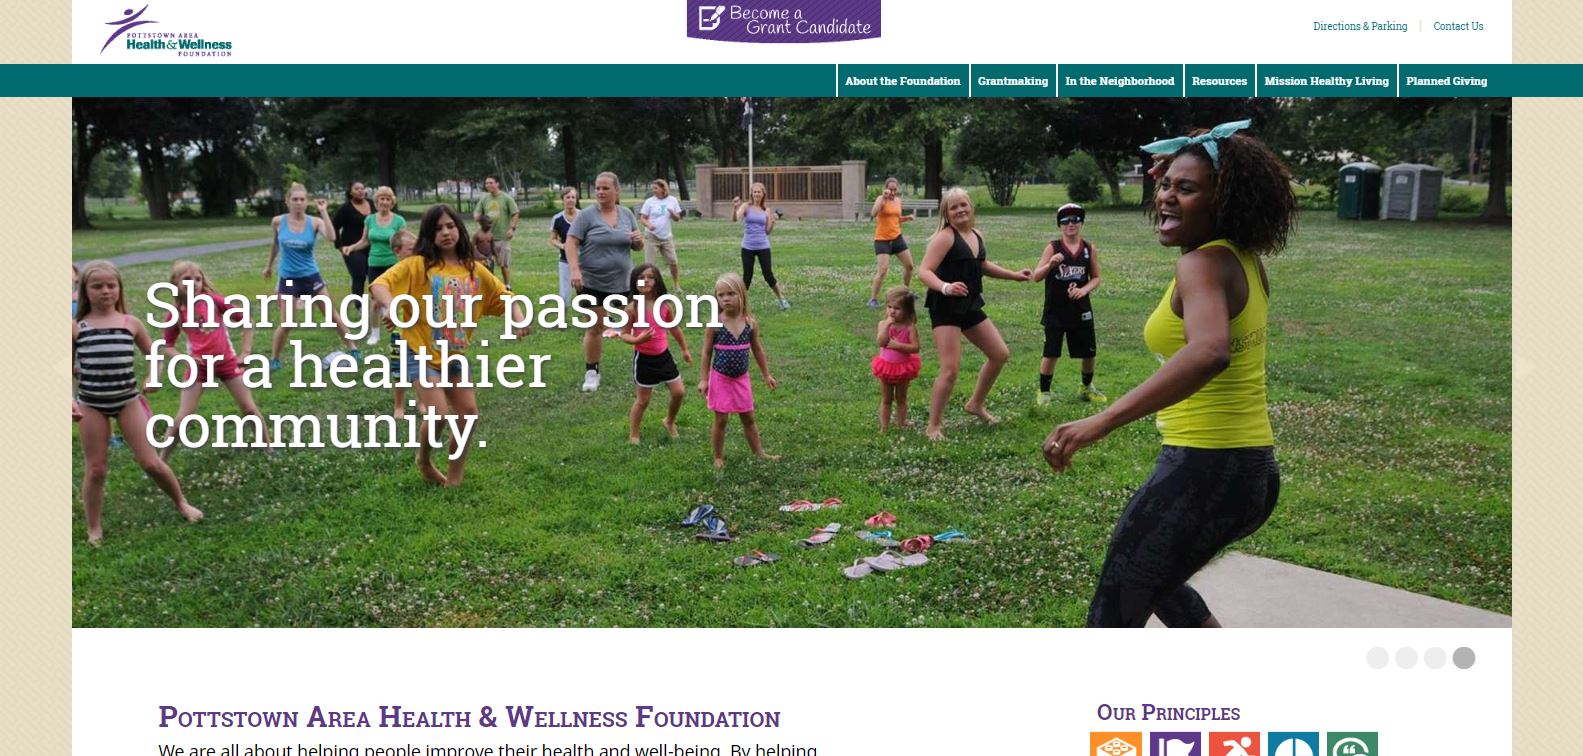 POTTSTOWN AREA
Health & Wellness
FOUNDATION
Become a
Grant Candidate
Directions & Parking | Contact Us
About the Foundation | Grantmaking | In the Neighborhood | Resources | Mission Healthy Living | Planned Giving
SIXERS
8
Sharing our passion
for a healthier
community.
Pottstown Area Health & Wellness Foundation
Our Principles
We are all about helping people improve their health and well-being. By helping